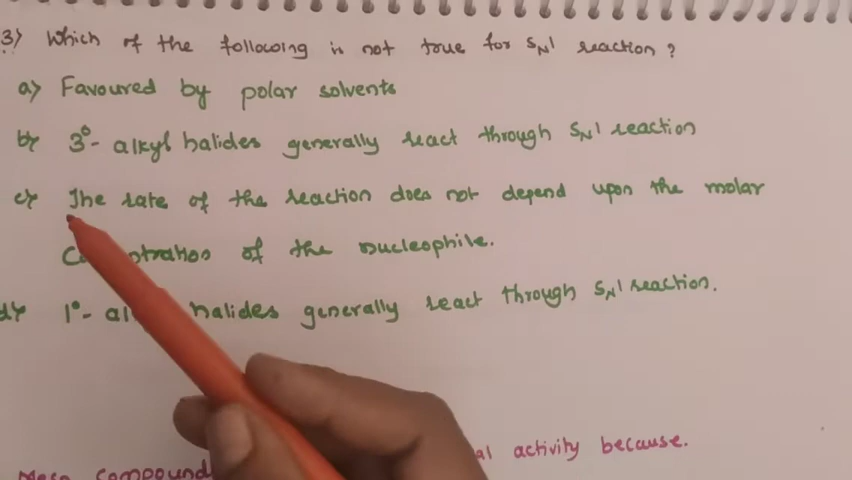 3) Which of the following is not true for SN1 reaction ?
a) Favoured by polar solvents
b) 3°- alkyl halides generally react through SN1 reaction
c) The rate of the reaction does not depend upon the molar
of the nucleophile.
d) 1°- halides generally react through SN1 reaction.
activity because.
Meso